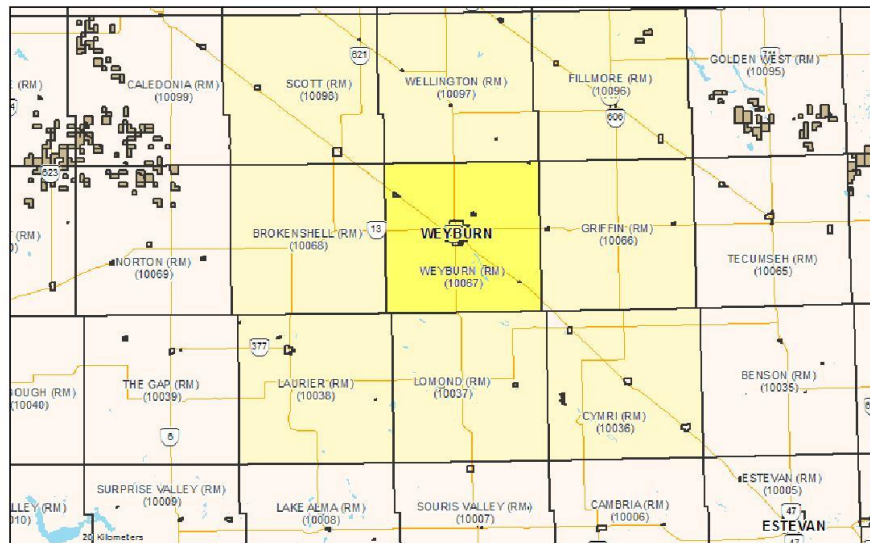 CALEDONIA (RM)
(10099)
SCOTT (RM)
(10098)
621
WELLINGTON (RM)
(10097)
FILLMORE (RM)
(10096)
606
GOLDEN WEST (RM)
(10095)
623
NORTON (RM)
(10069)
BROKENSHELL (RM)
(10068)
13
WEYBURN
WEYBURN (RM)
(10067)
GRIFFIN (RM)
(10066)
TECUMSEH (RM)
(10065)
OUGH (RM)
(10040)
THE GAP (RM)
(10039)
6
377
LAURIER (RM)
(10038)
LOMOND (RM)
(10037)
CYMRI (RM)
(10036)
BENSON (RM)
(10035)
LLEY (RM)
010)
SURPRISE VALLEY (RM)
(10009)
20 Kilometers
LAKE ALMA (RM)
(10008)
SOURIS VALLEY (RM)
(10007)
CAMBRIA (RM)
(10006)
ESTEVAN (RM)
(10005)
47
ESTEVAN
47